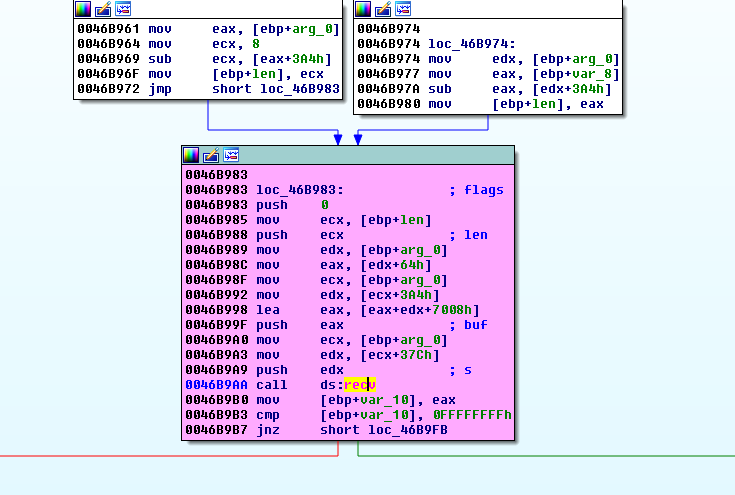 0046B961 mov eax, [ebp+arg_0]
0046B964 mov ecx, 8
0046B969 sub ecx, [eax+3A4h]
0046B96F mov [ebp+len], ecx
0046B972 jmp short loc_46B983
0046B974
0046B974 loc_46B974:
0046B974 mov edx, [ebp+arg_0]
0046B977 mov eax, [ebp+var_8]
0046B97A sub eax, [edx+3A4h]
0046B980 mov [ebp+len], eax
0046B983
0046B983 loc_46B983: ; flags
0046B983 push 0
0046B985 mov ecx, [ebp+len]
0046B988 push ecx ; len
0046B989 mov edx, [ebp+arg_0]
0046B98C mov eax, [edx+64h]
0046B98F mov ecx, [ebp+arg_0]
0046B992 mov edx, [ecx+3A4h]
0046B998 lea eax, [eax+edx+7008h]
0046B99F push eax ; buf
0046B9A0 mov ecx, [ebp+arg_0]
0046B9A3 mov edx, [ecx+37Ch]
0046B9A9 push edx ; s
0046B9AA call ds:recv
0046B9B0 mov [ebp+var_10], eax
0046B9B3 cmp [ebp+var_10], 0FFFFFFFFh
0046B9B7 jnz short loc_46B9FB